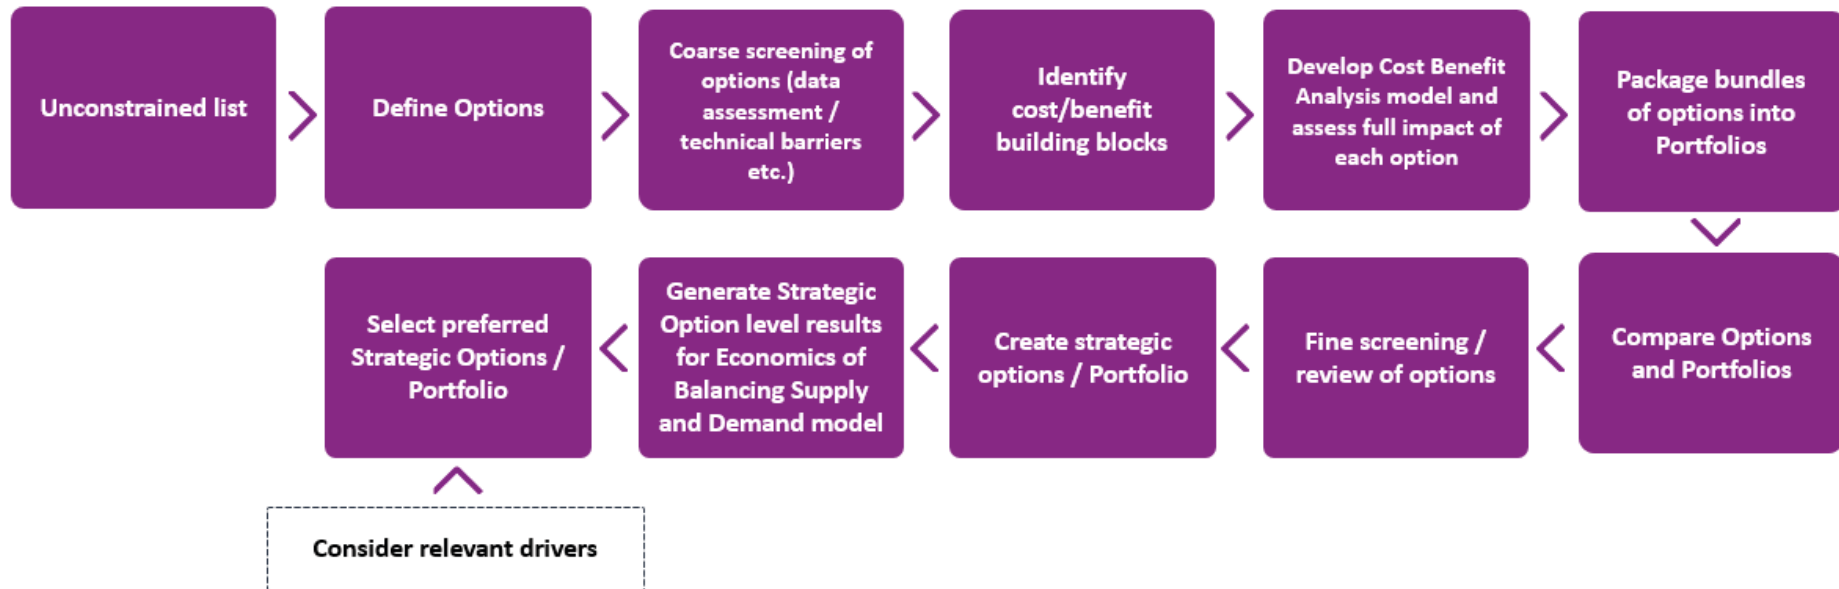 Unconstrained list
Define Options
Coarse screening of
options (data
assessment /
technical barriers
etc.)
Identify
cost/benefit
building blocks
Develop Cost Benefit
Analysis model and
assess full impact of
each option
Package bundles
of options into
Portfolios
Compare Options
and Portfolios
Fine screening /
review of options
Create strategic
options / Portfolio
Generate Strategic
Option level results
for Economics of
Balancing Supply
and Demand model
Select preferred
Strategic Options /
Portfolio
Consider relevant drivers